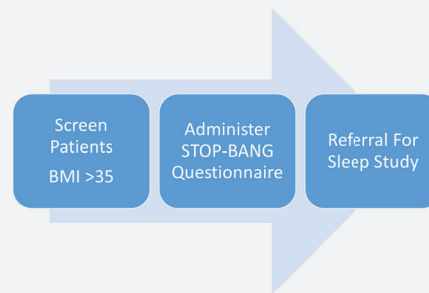 Screen
Patients
BMI >35
Administer
STOP-BANG
Questionnaire
Referral For
Sleep Study